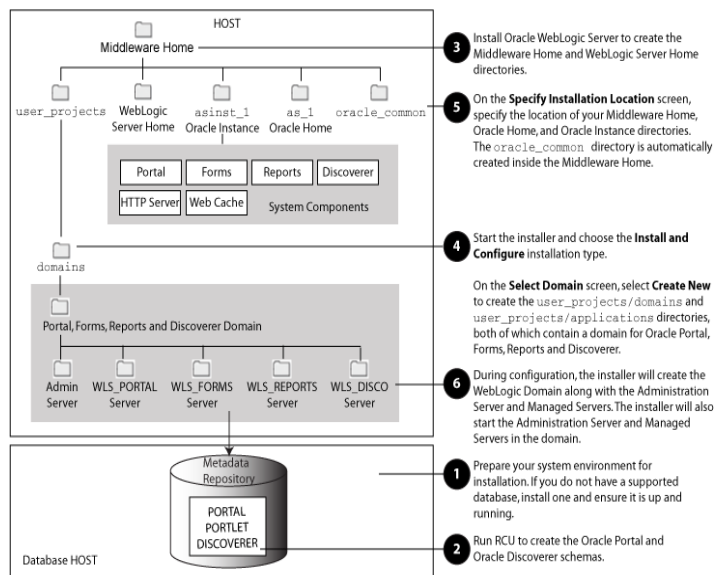 HOST
Middleware Home
user_projects
WebLogic
Server Home
asinst_1
Oracle Instance
as_1
Oracle Home
oracle_common
Portal
Forms
Reports
Discoverer
HTTP Server
Web Cache
System Components
domains
Portal, Forms, Reports and Discoverer Domain
Admin
Server
WLS_PORTAL
Server
WLS_FORMS
Server
WLS_REPORTS
Server
WLS_DISCO
Server
Metadata
Repository
PORTAL
PORTLET
DISCOVERER
Database HOST
3
Install Oracle WebLogic Server to create the
Middleware Home and WebLogic Server Home
directories.
5
On the Specify Installation Location screen,
specify the location of your Middleware Home,
Oracle Home, and Oracle Instance directories.
The oracle_common directory is automatically
created inside the Middleware Home.
4
Start the installer and choose the Install and
Configure installation type.
On the Select Domain screen, select Create New
to create the user_projects/domains and
user_projects/applications directories,
both of which contain a domain for Oracle Portal,
Forms, Reports and Discoverer.
6
During configuration, the installer will create the
WebLogic Domain along with the Administration
Server and Managed Servers. The installer will also
start the Administration Server and Managed
Servers in the domain.
1
Prepare your system environment for
installation. If you do not have a supported
database, install one and ensure it is up and
running.
2
Run RCU to create the Oracle Portal and
Oracle Discoverer schemas.